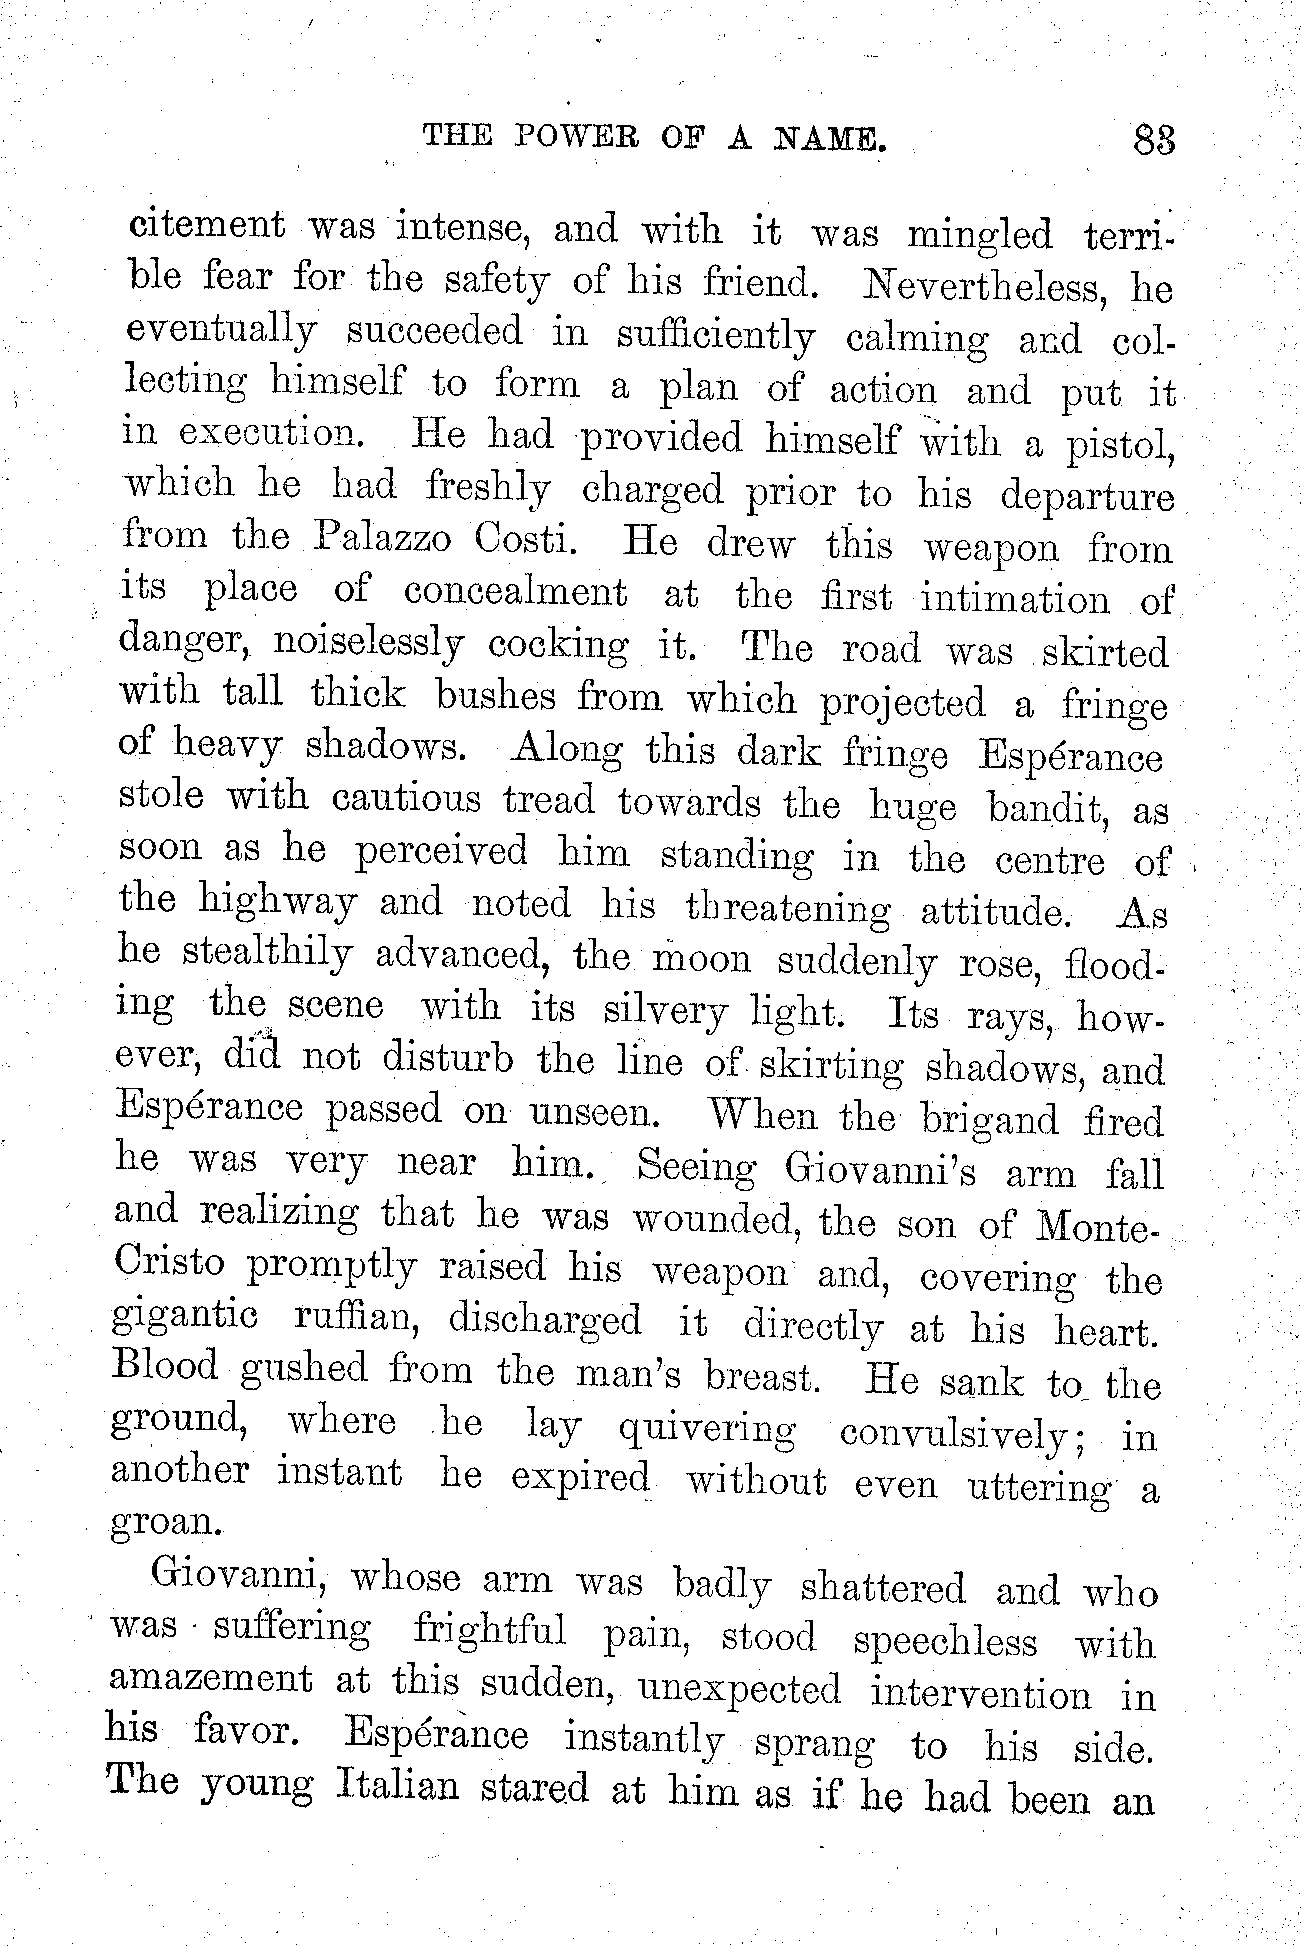 THE POWER OF A NAME. 83
citement was intense, and with it was mingled terri-
ble fear for the safety of his friend. Nevertheless, he
eventually succeeded in sufficiently calming and col-
lecting himself to form a plan of action and put it
in execution. He had provided himself with a pistol,
which he had freshly charged prior to his departure
from the Palazzo Costi. He drew this weapon from
its place of concealment at the first intimation of
danger, noiselessly cocking it. The road was skirted
with tall thick bushes from which projected a fringe
of heavy shadows. Along this dark fringe Espérance
stole with cautious tread towards the huge bandit, as
soon as he perceived him standing in the centre of
the highway and noted his threatening attitude. As
he stealthily advanced, the moon suddenly rose, flood-
ing the scene with its silvery light. Its rays, how-
ever, did not disturb the line of skirting shadows, and
Espérance passed on unseen. When the brigand fired
he was very near him. Seeing Giovanni's arm fall
and realizing that he was wounded, the son of Monte-
Cristo promptly raised his weapon and, covering the
gigantic ruffian, discharged it directly at his heart.
Blood gushed from the man's breast. He sank to the
ground, where he lay quivering convulsively; in
another instant he expired without even uttering a
groan.
Giovanni, whose arm was badly shattered and who
was suffering frightful pain, stood speechless with
amazement at this sudden, unexpected intervention in
his favor. Espérance instantly sprang to his side.
The young Italian stared at him as if he had been an